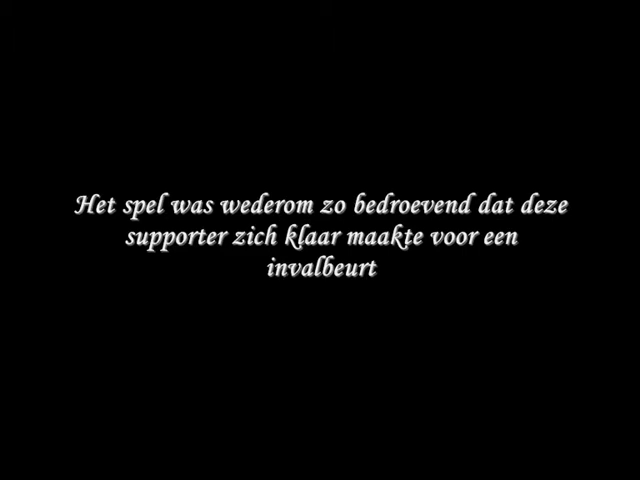 Het spel was wederom zo bedroevend dat deze
supporter zich klaar maakte voor een
invalbeurt